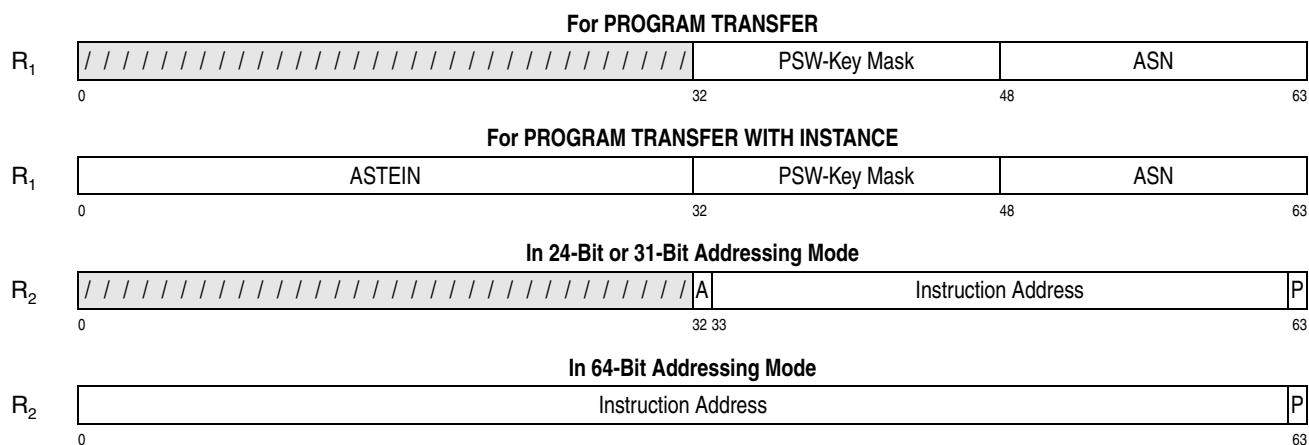 For PROGRAM TRANSFER
R1 / / / / / / / / / / / / / / / / / / / / / / / / / / / / / / / / PSW-Key Mask ASN
0 32 48 63
For PROGRAM TRANSFER WITH INSTANCE
R1 ASTEIN PSW-Key Mask ASN
0 32 48 63
In 24-Bit or 31-Bit Addressing Mode
R2 / / / / / / / / / / / / / / / / / / / / / / / / / / / / / / / / A Instruction Address P
0 32 33 63
In 64-Bit Addressing Mode
R2 Instruction Address P
0 63